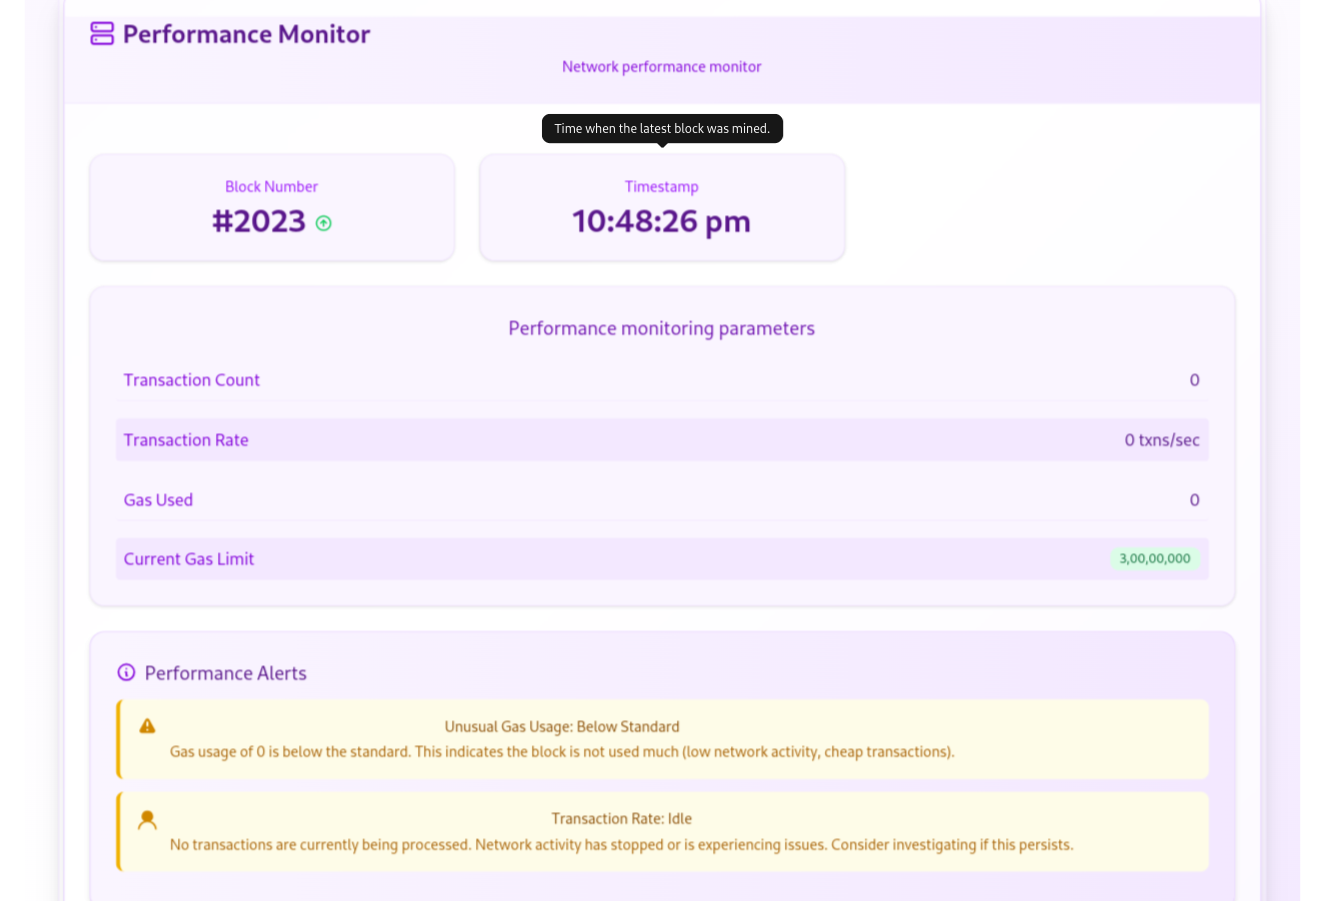 Performance Monitor
Network performance monitor
Time when the latest block was mined.
Block Number
#2023
Timestamp
10:48:26 pm
Performance monitoring parameters
Transaction Count 0
Transaction Rate 0 txns/sec
Gas Used 0
Current Gas Limit 3,00,00,000
Performance Alerts
Unusual Gas Usage: Below Standard
Gas usage of 0 is below the standard. This indicates the block is not used much (low network activity, cheap transactions).
Transaction Rate: Idle
No transactions are currently being processed. Network activity has stopped or is experiencing issues. Consider investigating if this persists.